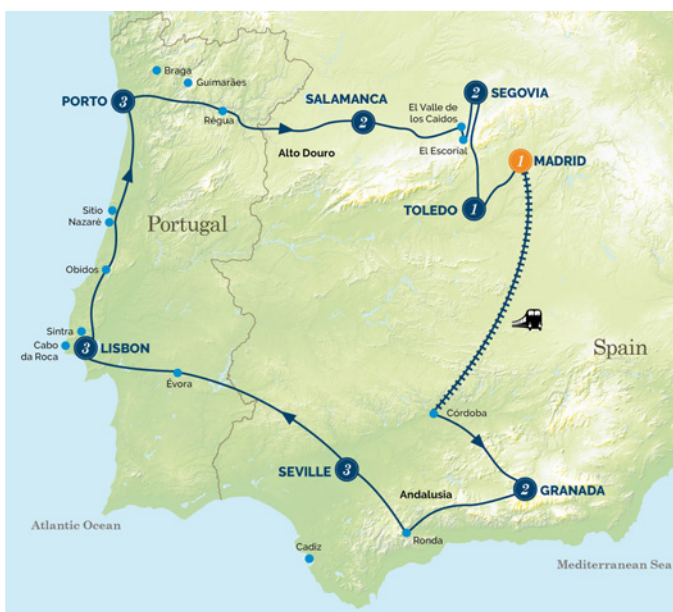 Braga
Guimarães
PORTO
3
Régua
SALAMANCA
2
El Valle de
los Caidos
El Escorial
2
SEGOVIA
Alto Douro
1
MADRID
TOLEDO
1
Sitio
Nazaré
Portugal
Obidos
Sintra
Cabo
da Roca
3
LISBON
Évora
Spain
Córdoba
SEVILLE
3
Andalusia
2
GRANADA
Ronda
Cadiz
Atlantic Ocean
Mediterranean Sea